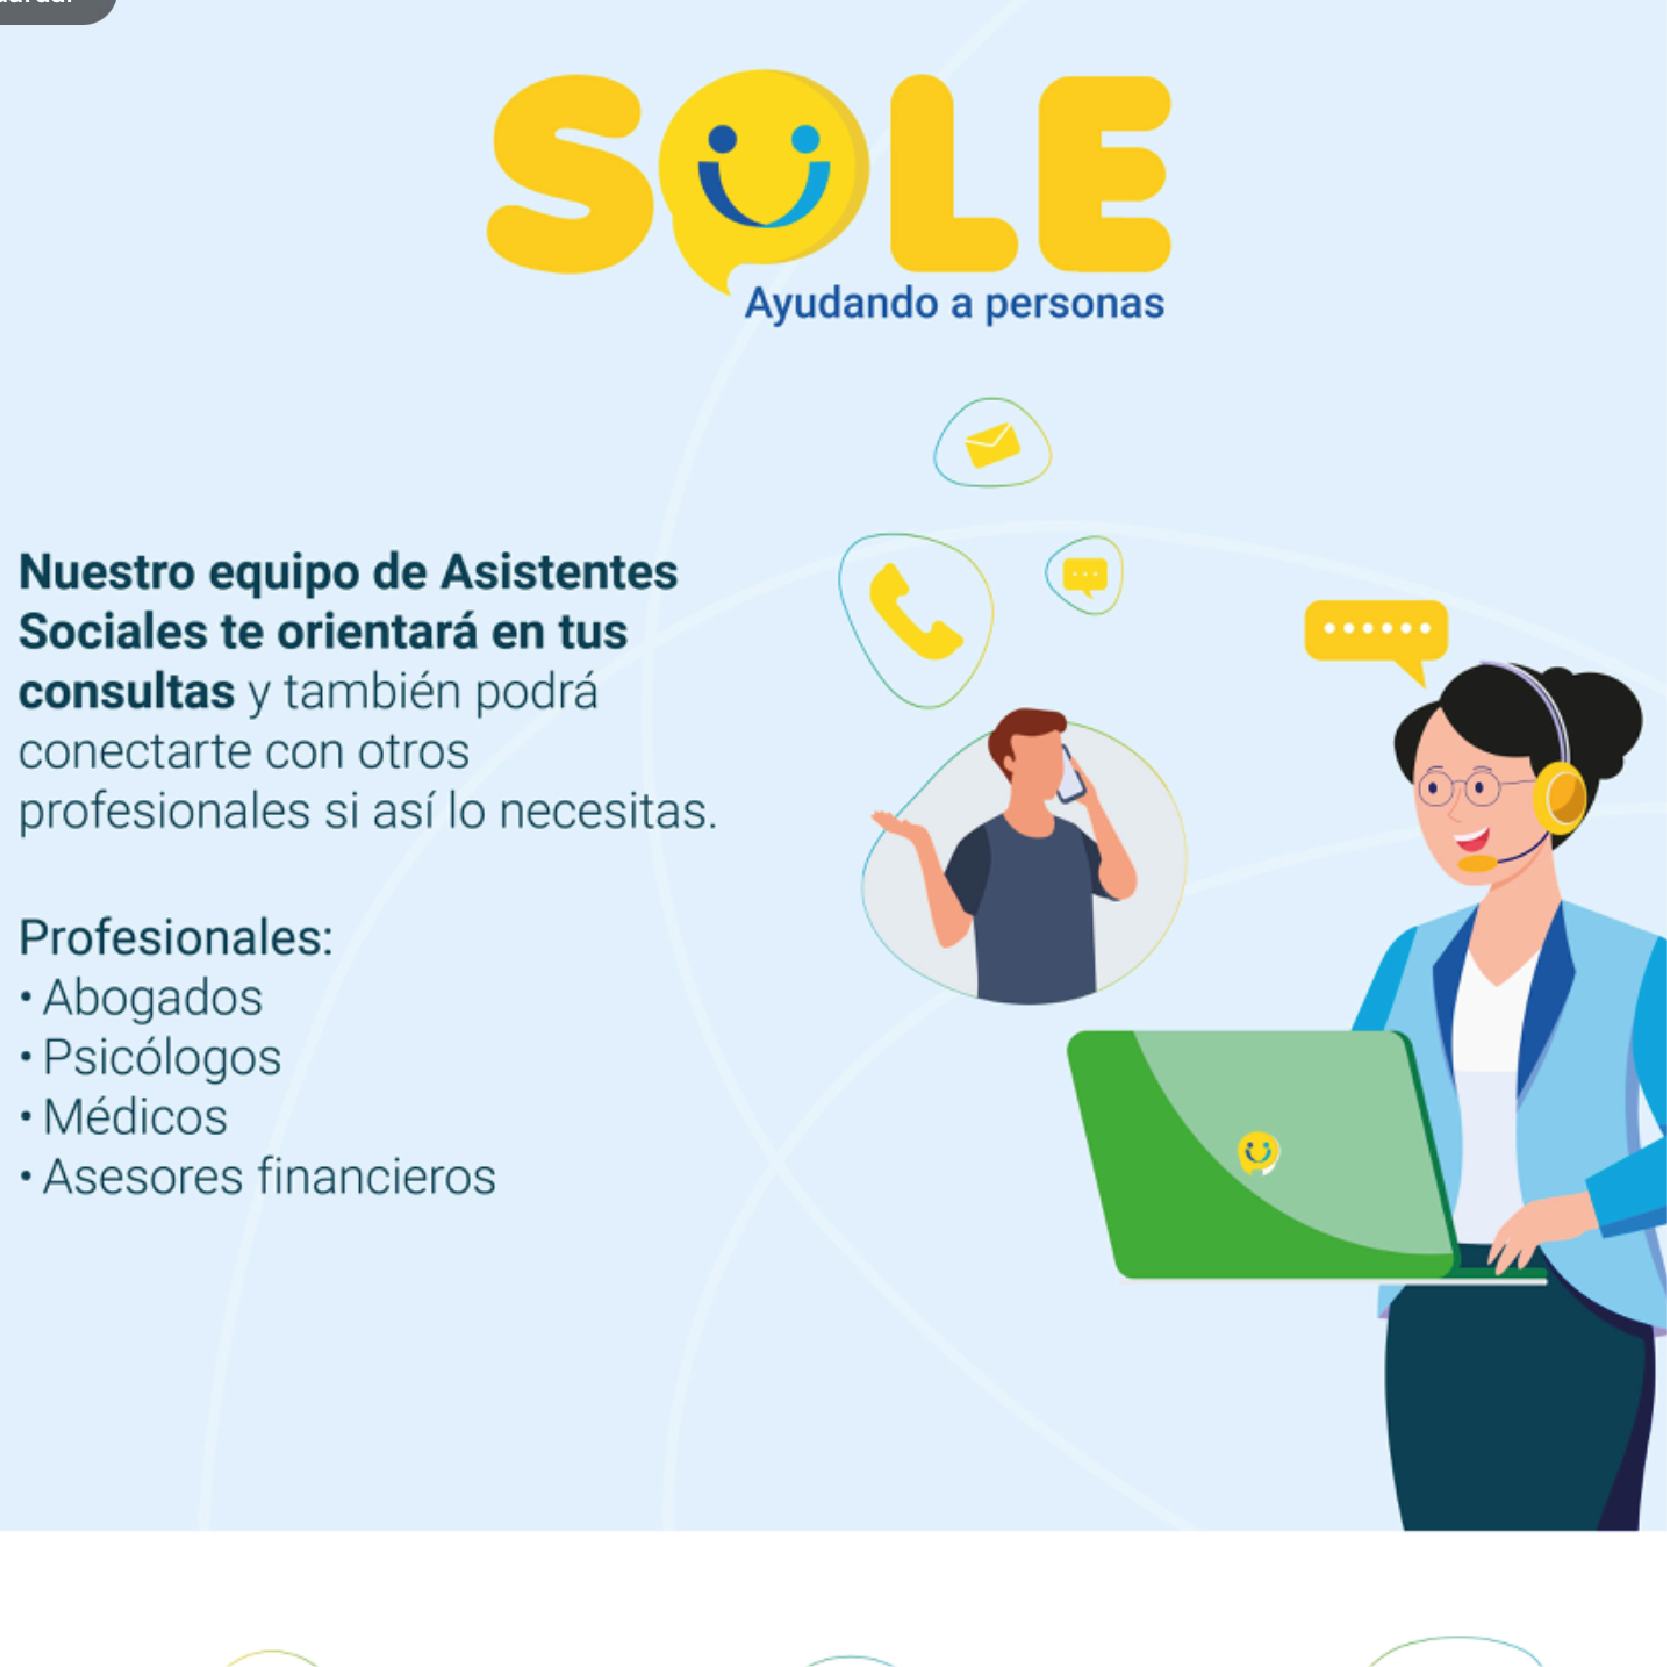 SOLE
Ayudando a personas
Nuestro equipo de Asistentes
Sociales te orientará en tus
consultas y también podrá
conectarte con otros
profesionales si así lo necesitas.
Profesionales:
• Abogados
• Psicólogos
• Médicos
• Asesores financieros